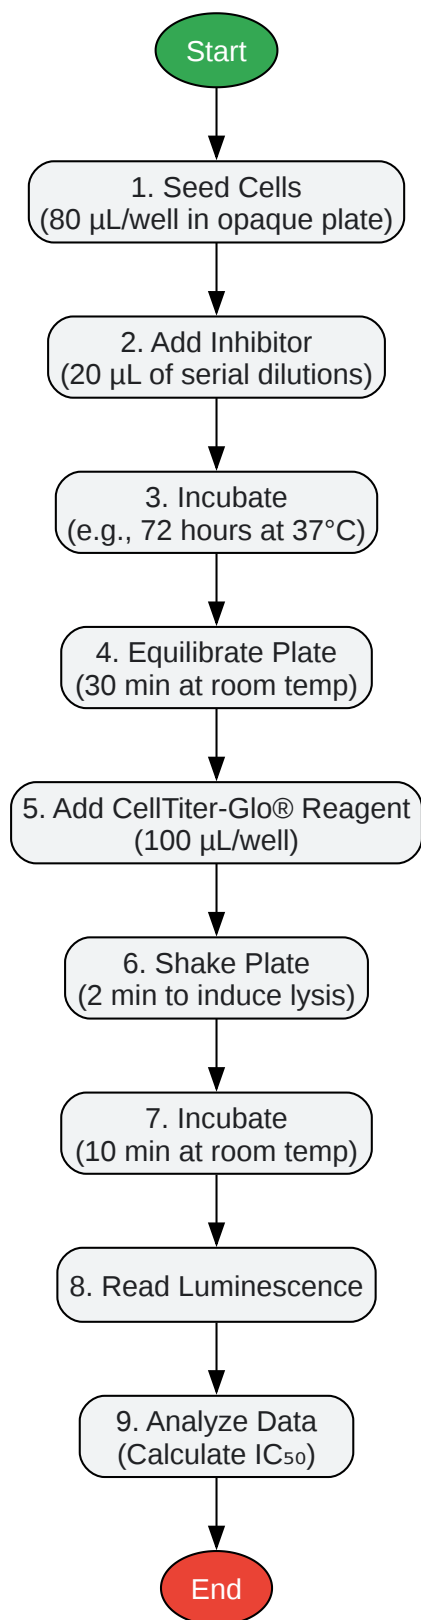 Start
1. Seed Cells
(80 µL/well in opaque plate)
2. Add Inhibitor
(20 µL of serial dilutions)
3. Incubate
(e.g., 72 hours at 37°C)
4. Equilibrate Plate
(30 min at room temp)
5. Add CellTiter-Glo® Reagent
(100 µL/well)
6. Shake Plate
(2 min to induce lysis)
7. Incubate
(10 min at room temp)
8. Read Luminescence
9. Analyze Data
(Calculate IC₅₀)
End